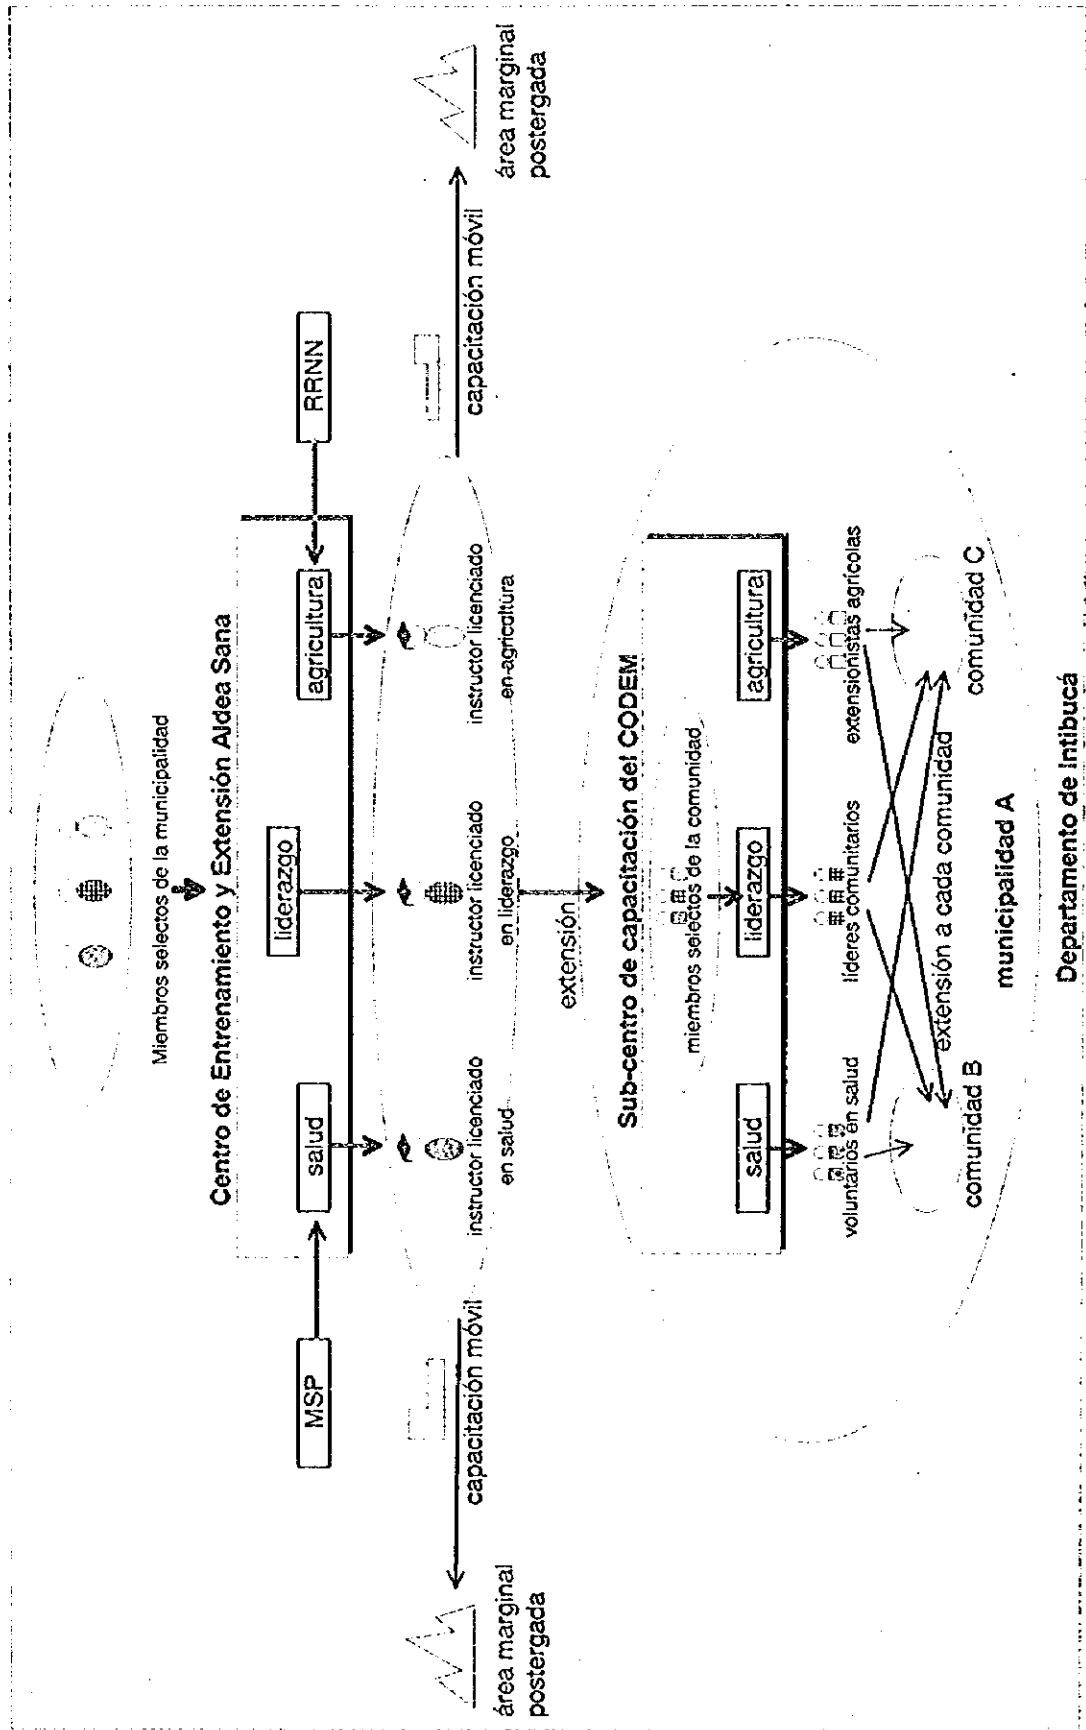 Miembros selectos de la municipalidad
Centro de Entrenamiento y Extensión Aldea Sana
MSP
salud
liderazgo
agricultura
RRNN
instructor licenciado
en salud
instructor licenciado
en liderazgo
instructor licenciado
en agricultura
capacitación móvil
capacitación móvil
área marginal
postergada
área marginal
postergada
extensión
Sub-centro de capacitación del CODEM
miembros selectos de la comunidad
salud
liderazgo
agricultura
voluntarios en salud
líderes comunitarios
extensionistas agrícolas
extensión a cada comunidad
comunidad B
comunidad C
municipalidad A
Departamento de Intibucá